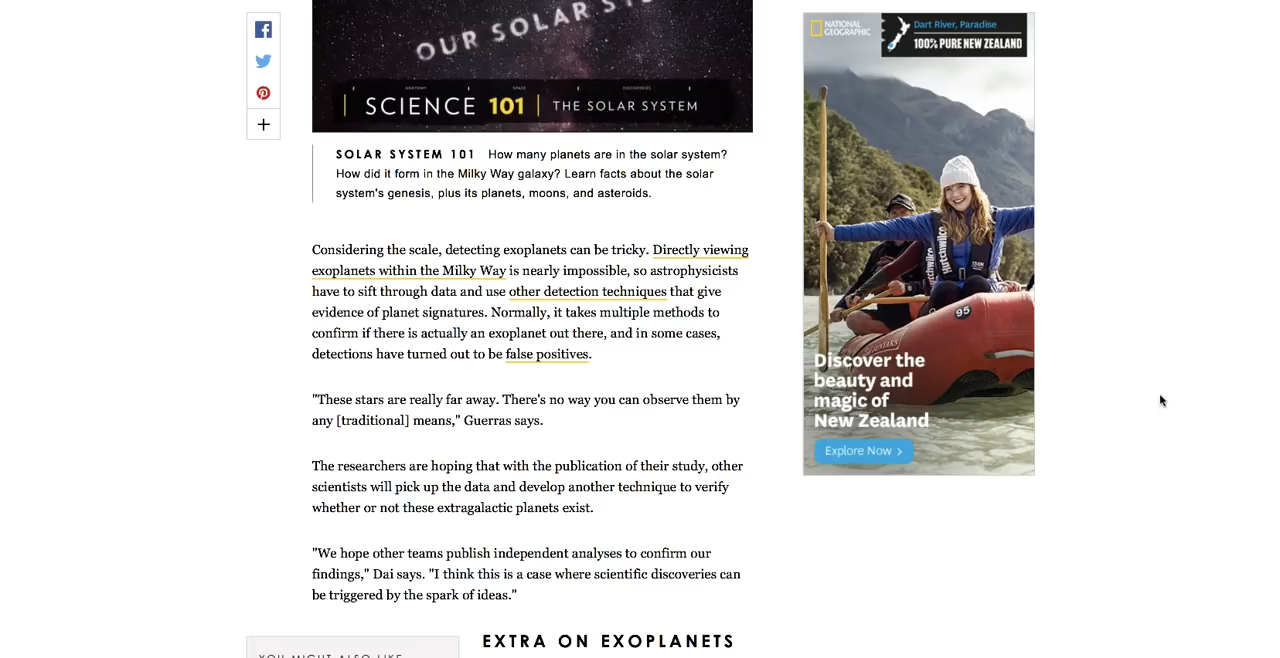 OUR SOLAR
SCIENCE 101 THE SOLAR SYSTEM
SOLAR SYSTEM 101 How many planets are in the solar system?
How did it form in the Milky Way galaxy? Learn facts about the solar
system's genesis, plus its planets, moons, and asteroids.
Considering the scale, detecting exoplanets can be tricky. Directly viewing
exoplanets within the Milky Way is nearly impossible, so astrophysicists
have to sift through data and use other detection techniques that give
evidence of planet signatures. Normally, it takes multiple methods to
confirm if there is actually an exoplanet out there, and in some cases,
detections have turned out to be false positives.
"These stars are really far away. There's no way you can observe them by
any [traditional] means," Guerras says.
The researchers are hoping that with the publication of their study, other
scientists will pick up the data and develop another technique to verify
whether or not these extragalactic planets exist.
"We hope other teams publish independent analyses to confirm our
findings," Dai says. "I think this is a case where scientific discoveries can
be triggered by the spark of ideas."
YOU MIGHT ALSO LIKE
EXTRA ON EXOPLANETS
NATIONAL
GEOGRAPHIC
Dart River, Paradise
100% PURE NEW ZEALAND
Hutchwilco
Hutchwilco
95
Discover the
beauty and
magic of
New Zealand
Explore Now >